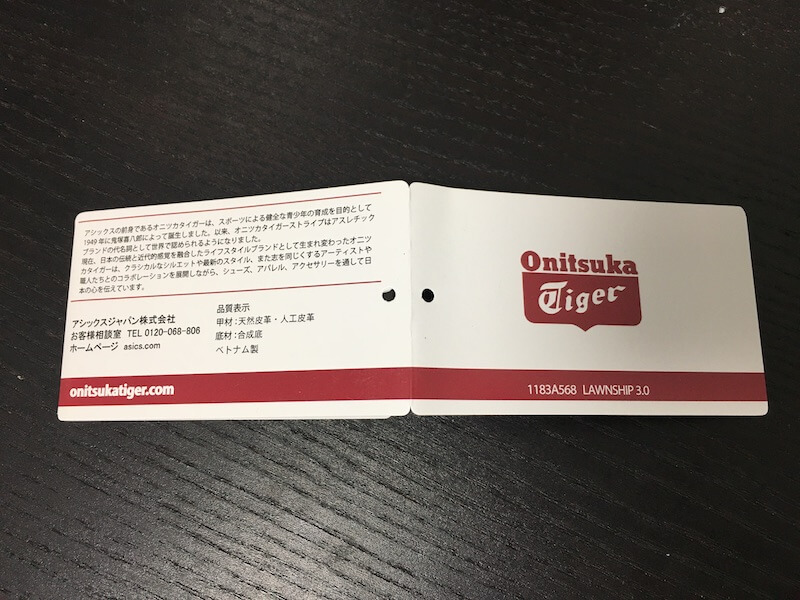 アシックスの前身であるオニツカタイガーは、スポーツによる健全な青少年の育成を目的として
1949年に鬼塚喜八郎によって誕生しました。以来、オニツカタイガーストライプはアスレチック
ブランドの代名詞として世界で認められるようになりました。
現在、日本の伝統と近代的感覚を融合したライフスタイルブランドとして生まれ変わったオニツ
カタイガーは、クラシカルなシルエットや最新のスタイル、また志を同じくするアーティストや
職人たちとのコラボレーションを展開しながら、シューズ、アパレル、アクセサリーを通して日
本の心を伝えています。
アシックスジャパン株式会社
お客様相談室 TEL 0120-068-806
ホームページ asics.com
品質表示
甲材:天然皮革・人工皮革
底材:合成底
ベトナム製
onitsukatiger.com
Onitsuka
Tiger
1183A568 LAWNSHIP 3.0